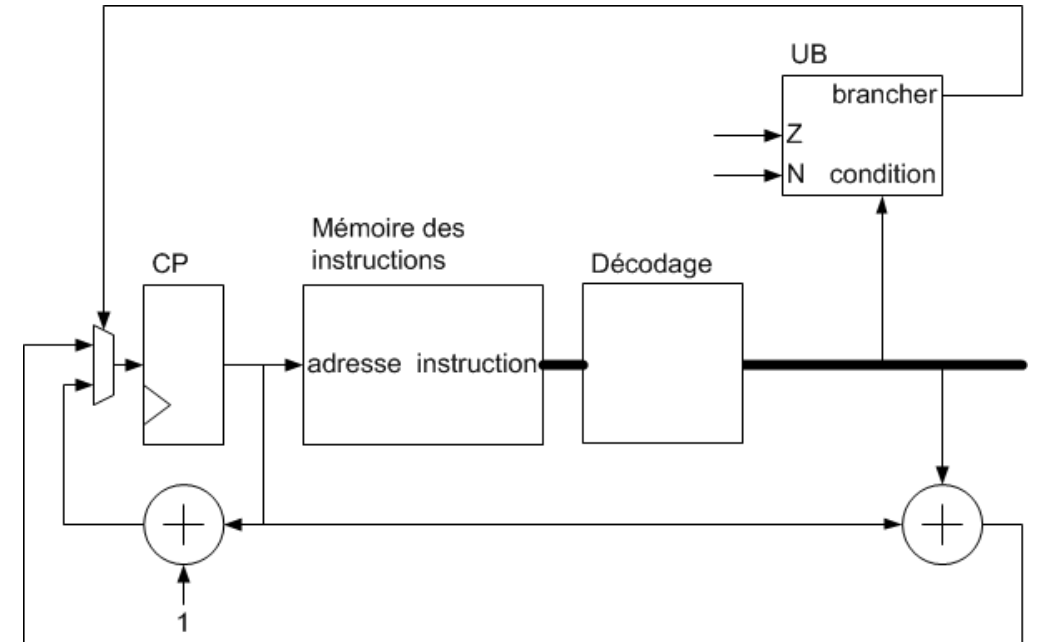 UB
brancher
Z
N condition
Mémoire des
instructions
CP
Décodage
adresse instruction
1